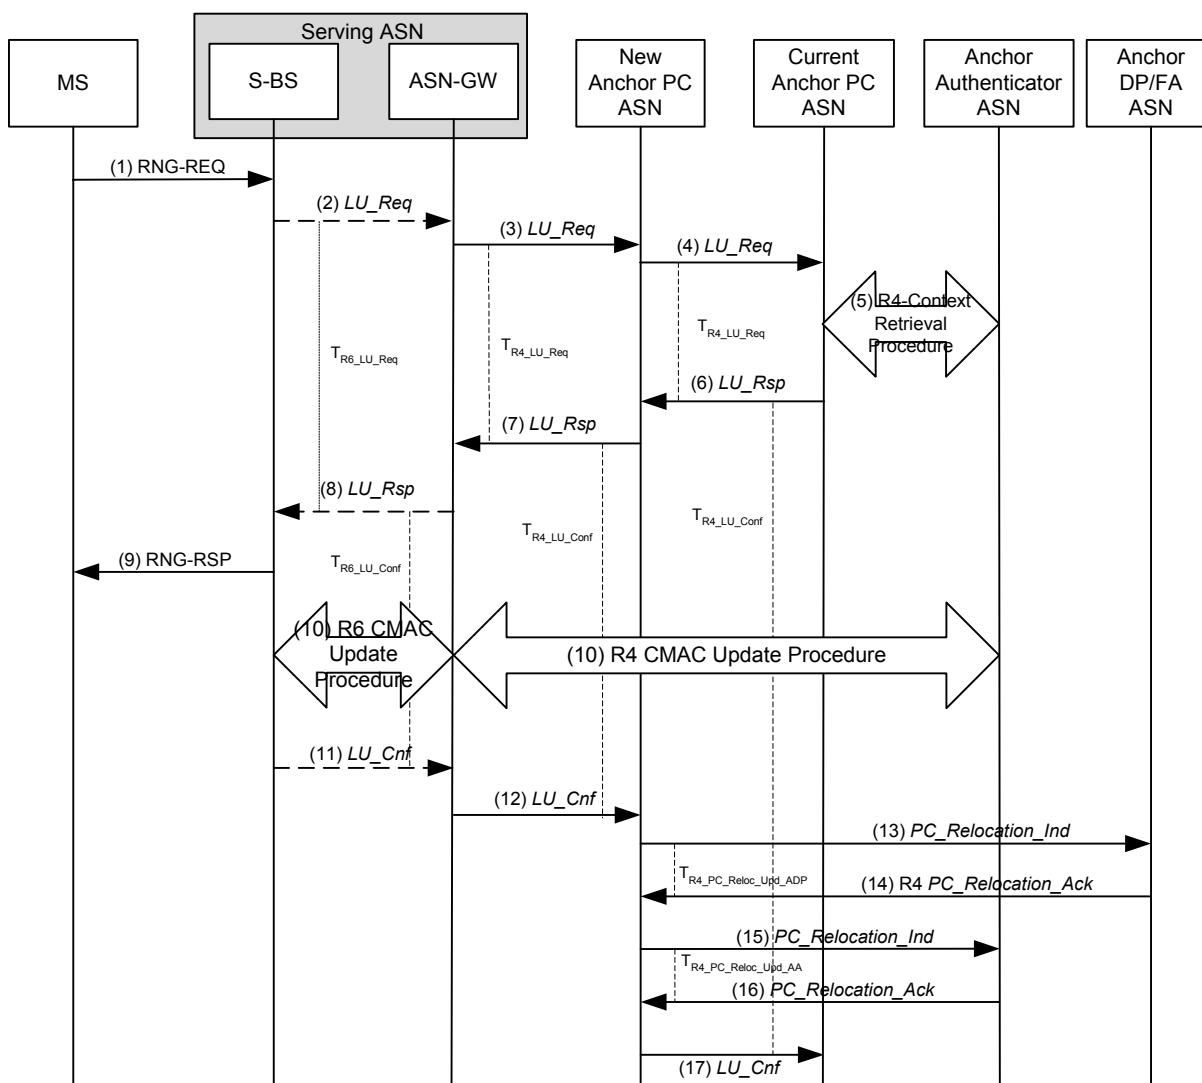 Serving ASN
MS
S-BS
ASN-GW
New
Anchor PC
ASN
Current
Anchor PC
ASN
Anchor
Authenticator
ASN
Anchor
DP/FA
ASN
(1) RNG-REQ
(2) LU_Req
(3) LU_Req
(4) LU_Req
(5) R4-Context
Retrieval
Procedure
TR6_LU_Req
TR4_LU_Req
TR4_LU_Req
(6) LU_Rsp
(7) LU_Rsp
(8) LU_Rsp
TR4_LU_Conf
TR4_LU_Conf
(9) RNG-RSP
TR6_LU_Conf
(10) R6 CMAC
Update
Procedure
(10) R4 CMAC Update Procedure
(11) LU_Cnf
(12) LU_Cnf
(13) PC_Relocation_Ind
TR4_PC_Reloc_Upd_ADP
(14) R4 PC_Relocation_Ack
(15) PC_Relocation_Ind
TR4_PC_Reloc_Upd_AA
(16) PC_Relocation_Ack
(17) LU_Cnf